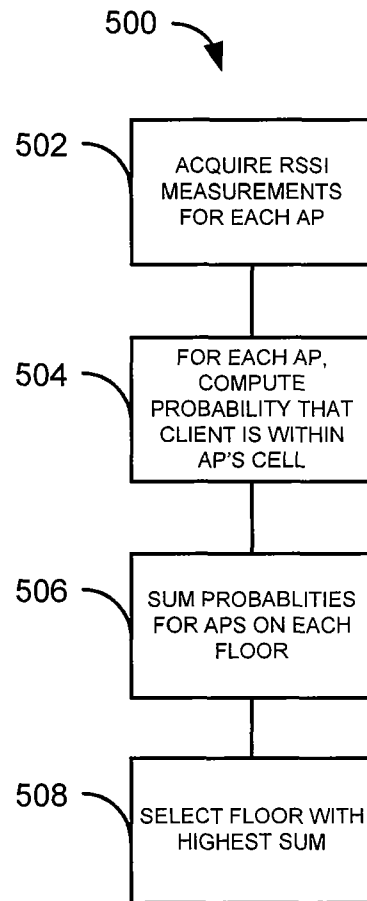 500
502
ACQUIRE RSSI
MEASUREMENTS
FOR EACH AP
504
FOR EACH AP,
COMPUTE
PROBABILITY THAT
CLIENT IS WITHIN
AP'S CELL
506
SUM PROBABLITIES
FOR APS ON EACH
FLOOR
508
SELECT FLOOR WITH
HIGHEST SUM